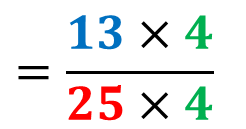 = 13 × 4
25 × 4